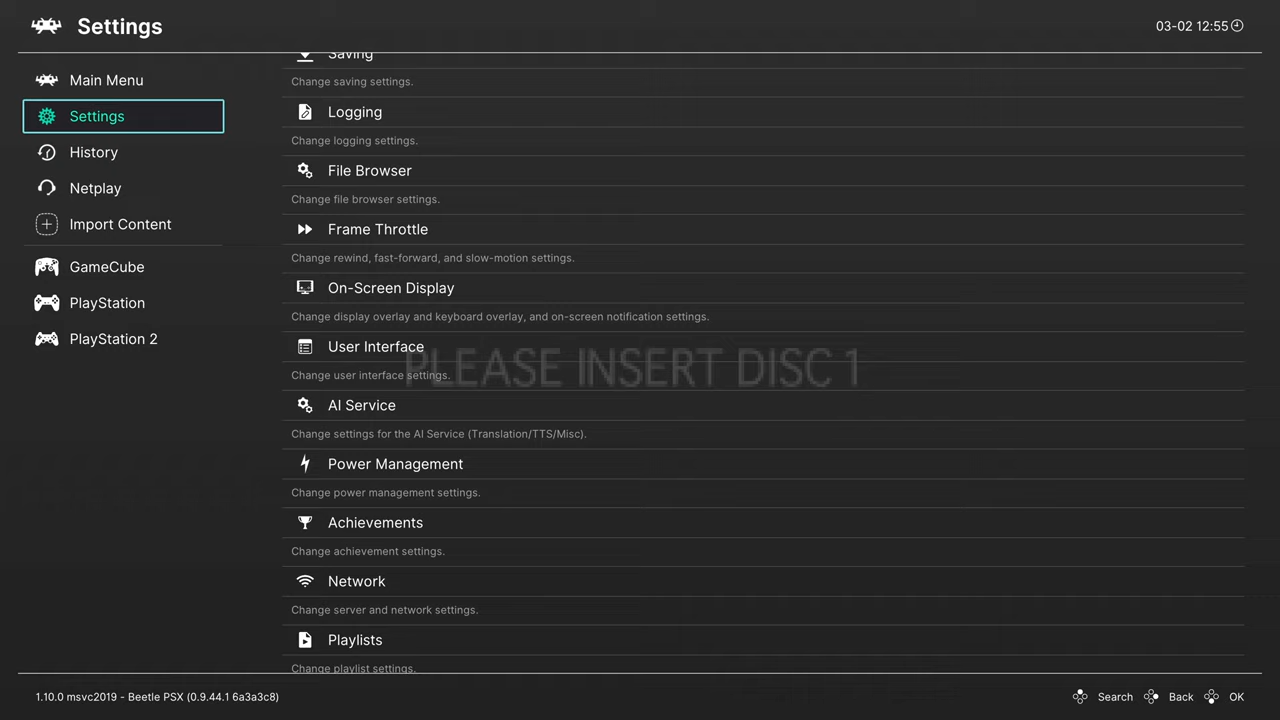 Settings
03-02 12:55
Main Menu
Settings
History
Netplay
Import Content
GameCube
PlayStation
PlayStation 2
Saving
Change saving settings.
Logging
Change logging settings.
File Browser
Change file browser settings.
Frame Throttle
Change rewind, fast-forward, and slow-motion settings.
On-Screen Display
Change display overlay and keyboard overlay, and on-screen notification settings.
User Interface
PLEASE INSERT DISC 1
Change user interface settings.
AI Service
Change settings for the AI Service (Translation/TTS/Misc).
Power Management
Change power management settings.
Achievements
Change achievement settings.
Network
Change server and network settings.
Playlists
Change playlist settings.
1.10.0 msvc2019 - Beetle PSX (0.9.44.1 6a3a3c8)
Search Back OK